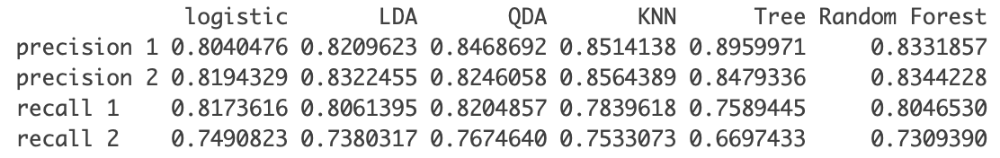 logistic LDA QDA KNN Tree Random Forest
precision 1 0.8040476 0.8209623 0.8468692 0.8514138 0.8959971 0.8331857
precision 2 0.8194329 0.8322455 0.8246058 0.8564389 0.8479336 0.8344228
recall 1 0.8173616 0.8061395 0.8204857 0.7839618 0.7589445 0.8046530
recall 2 0.7490823 0.7380317 0.7674640 0.7533073 0.6697433 0.7309390